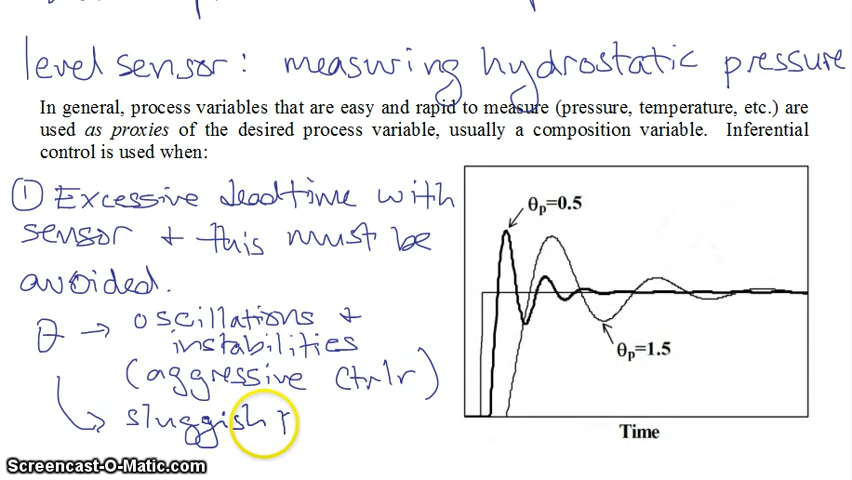 level sensor: measuring hydrostatic pressure
In general, process variables that are easy and rapid to measure (pressure, temperature, etc.) are
used as proxies of the desired process variable, usually a composition variable. Inferential
control is used when:
① Excessive deadtime with
sensor + this must be
avoided.
θ → oscillations +
instabilities
(aggressive ctrlr)
↳ sluggish r
θp=0.5
θp=1.5
Time
Screencast-O-Matic.com